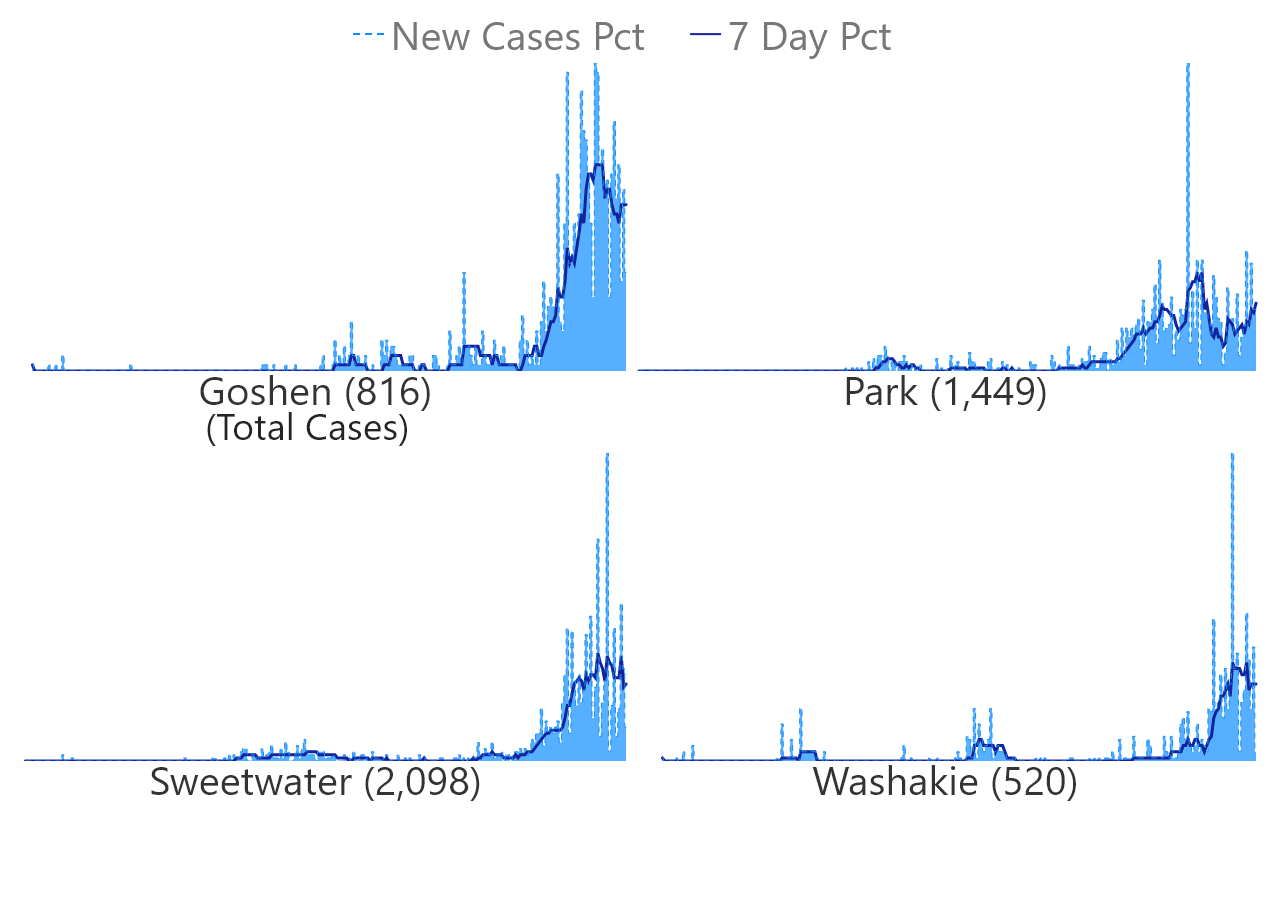 New Cases Pct 7 Day Pct
Goshen (816)
(Total Cases)
Park (1,449)
Sweetwater (2,098)
Washakie (520)